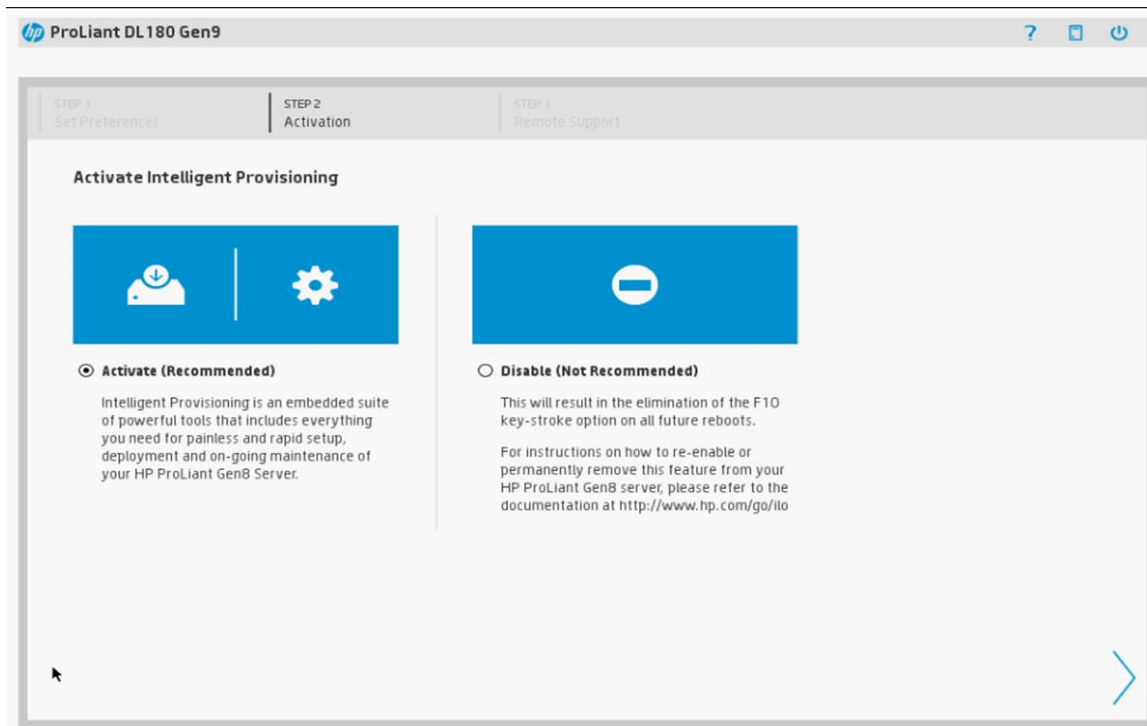 hp ProLiant DL180 Gen9
?
STEP 1
Set Preferences
STEP 2
Activation
STEP 3
Remote Support
Activate Intelligent Provisioning
Activate (Recommended)
Intelligent Provisioning is an embedded suite
of powerful tools that includes everything
you need for painless and rapid setup,
deployment and on-going maintenance of
your HP ProLiant Gen8 Server.
Disable (Not Recommended)
This will result in the elimination of the F10
key-stroke option on all future reboots.
For instructions on how to re-enable or
permanently remove this feature from your
HP ProLiant Gen8 server, please refer to the
documentation at http://www.hp.com/go/ilo